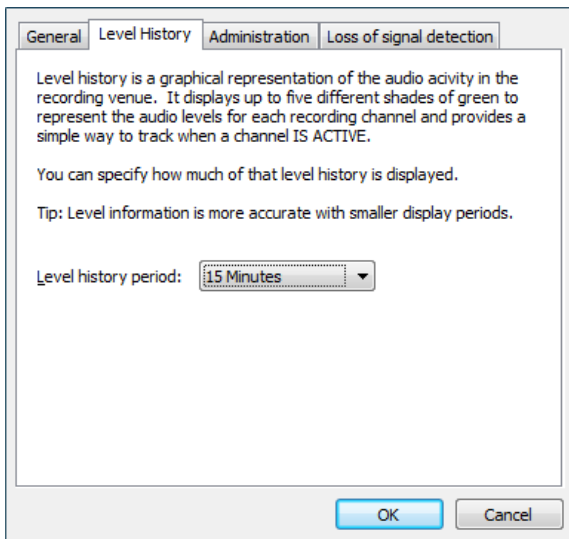 General Level History Administration Loss of signal detection
Level history is a graphical representation of the audio acivity in the
recording venue. It displays up to five different shades of green to
represent the audio levels for each recording channel and provides a
simple way to track when a channel IS ACTIVE.
You can specify how much of that level history is displayed.
Tip: Level information is more accurate with smaller display periods.
Level history period: 15 Minutes
OK Cancel